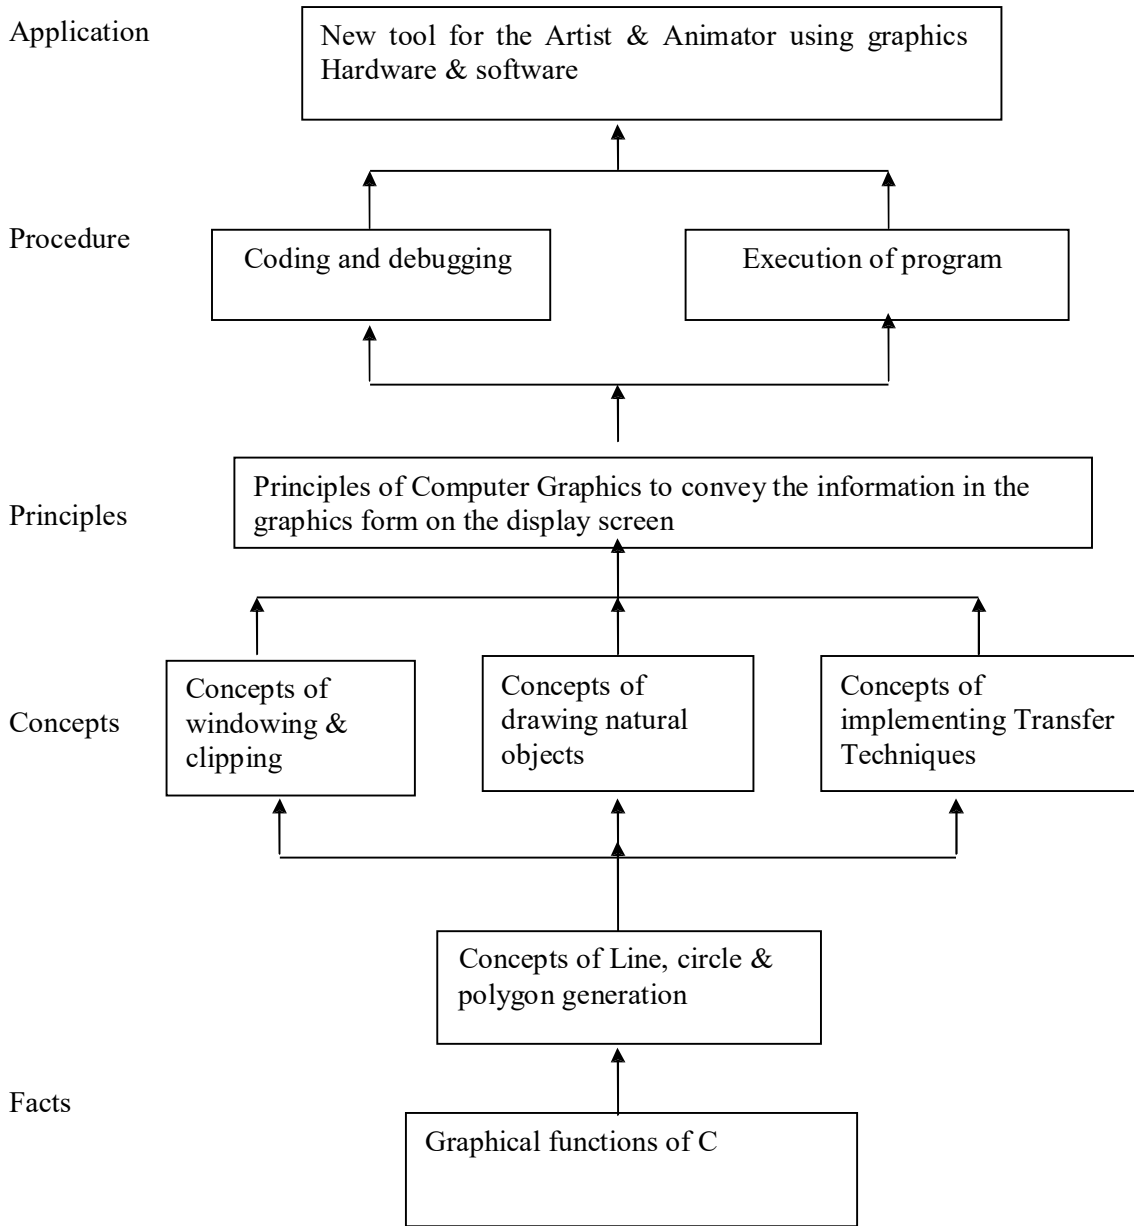 Application
New tool for the Artist & Animator using graphics
Hardware & software
Procedure
Coding and debugging
Execution of program
Principles
Principles of Computer Graphics to convey the information in the
graphics form on the display screen
Concepts
Concepts of
windowing &
clipping
Concepts of
drawing natural
objects
Concepts of
implementing Transfer
Techniques
Concepts of Line, circle &
polygon generation
Facts
Graphical functions of C